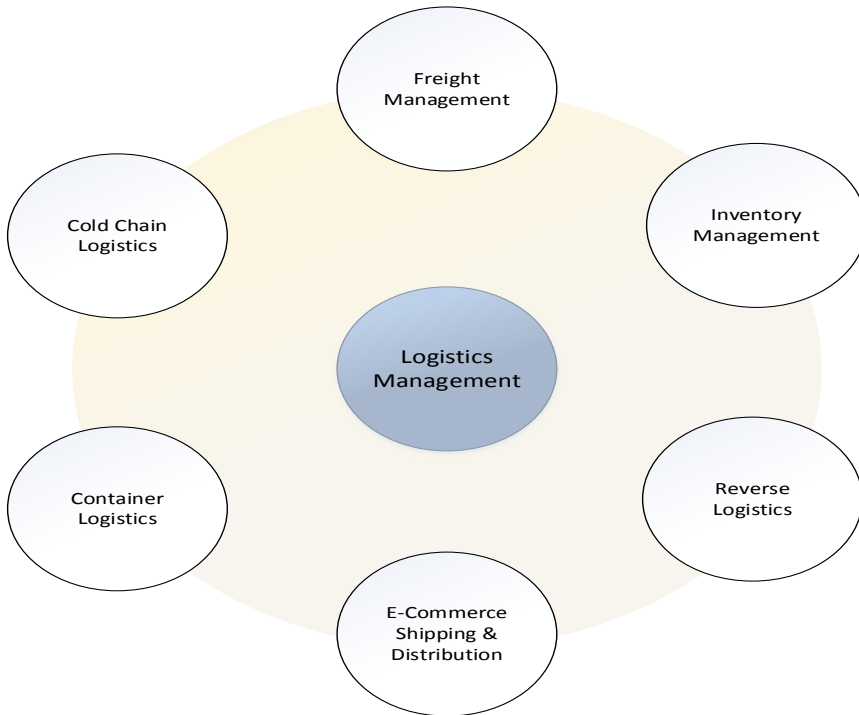 Freight
Management
Cold Chain
Logistics
Inventory
Management
Logistics
Management
Container
Logistics
Reverse
Logistics
E-Commerce
Shipping &
Distribution